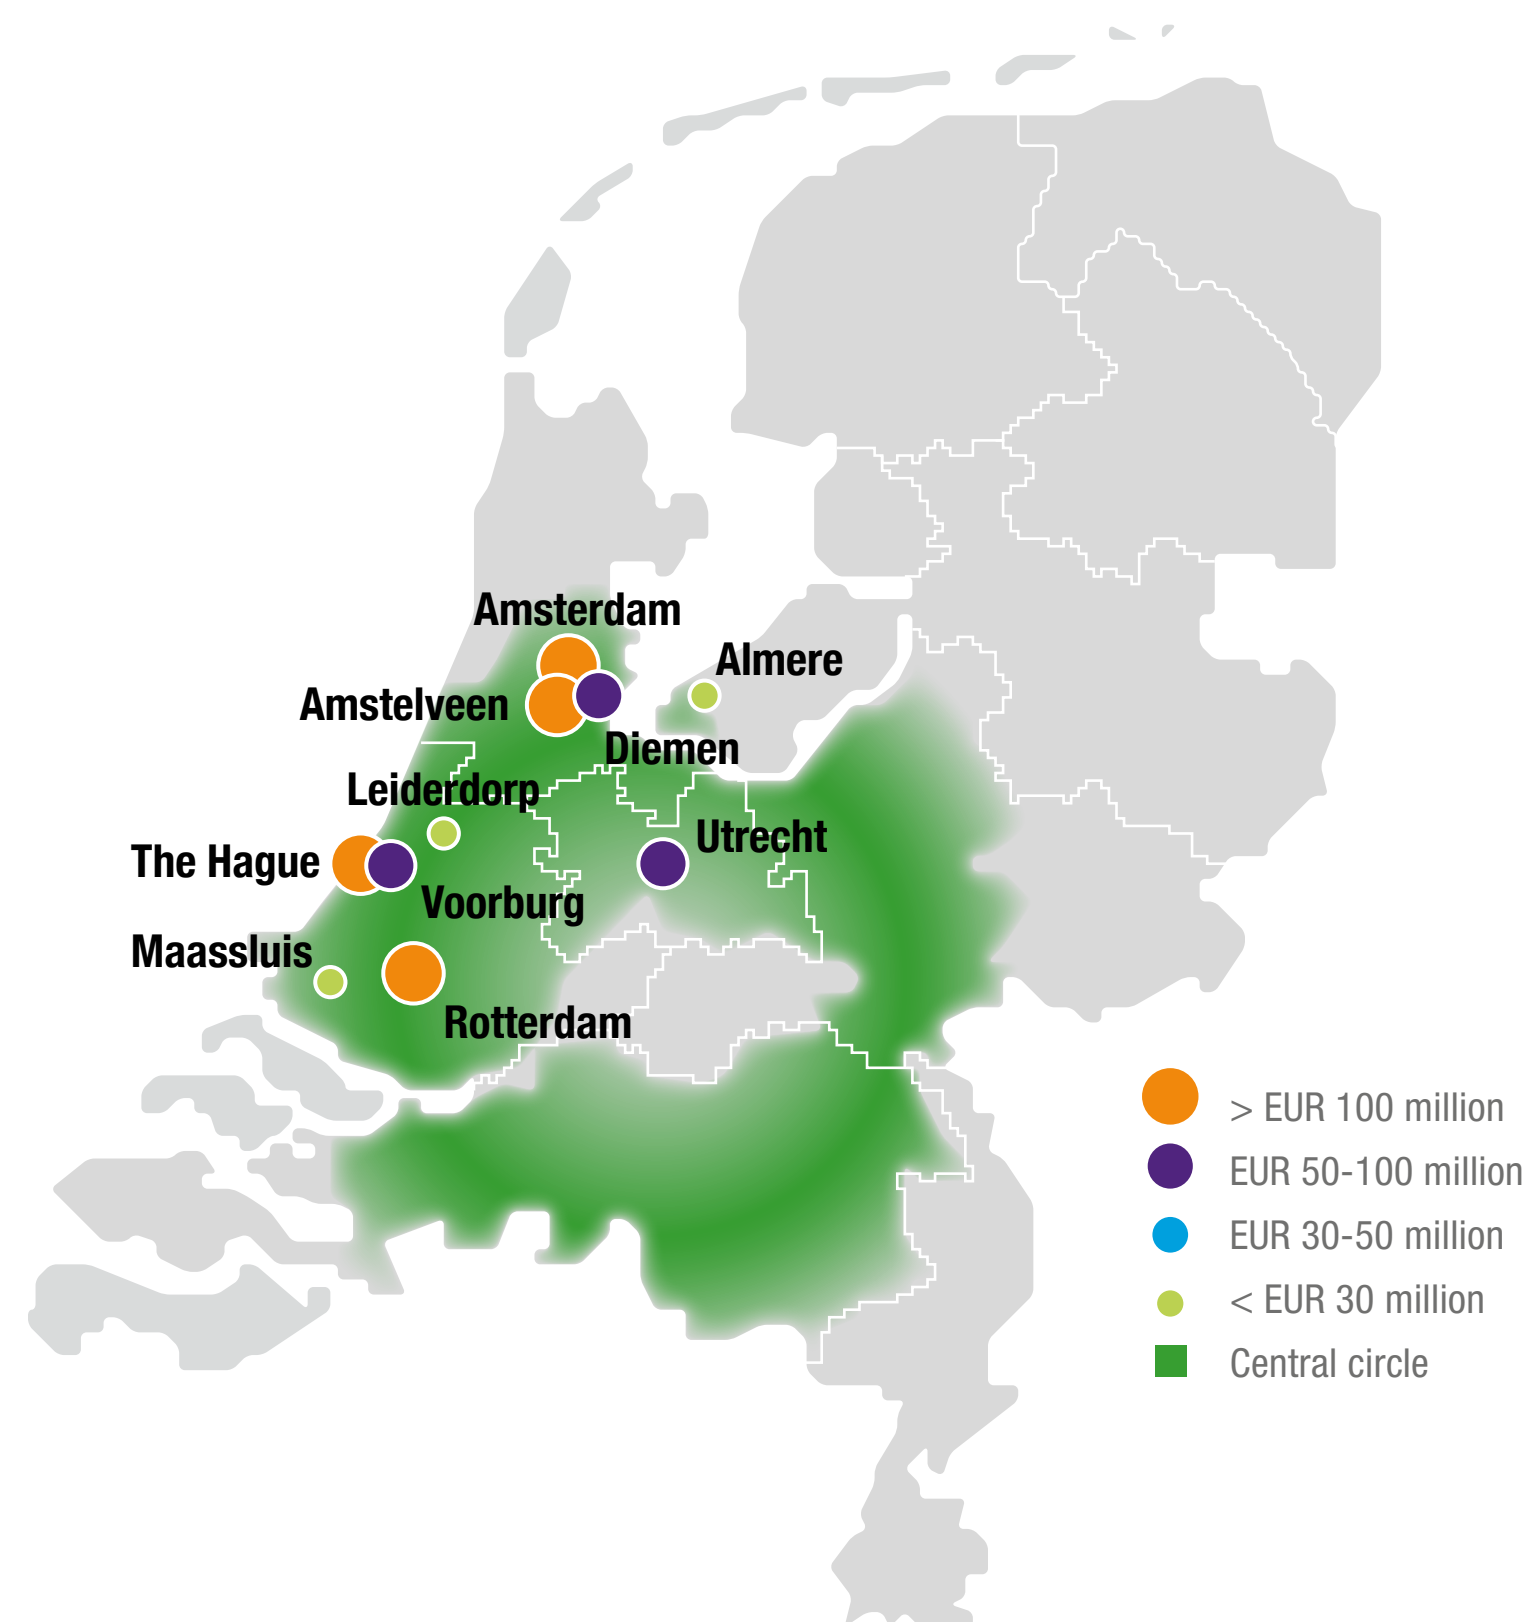 Amsterdam
Almere
Amstelveen
Diemen
Leiderdorp
Utrecht
The Hague
Voorburg
Maassluis
Rotterdam
> EUR 100 million
EUR 50-100 million
EUR 30-50 million
< EUR 30 million
Central circle